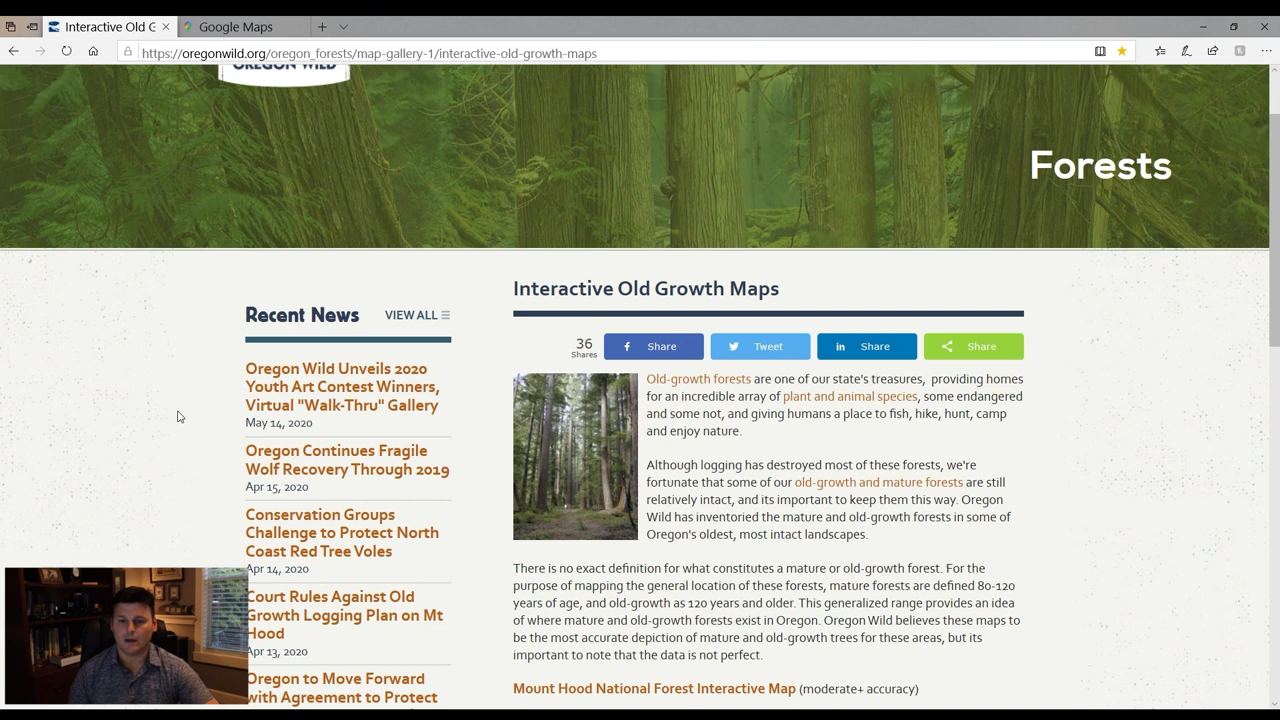 Interactive Old G
Google Maps
https://oregonwild.org/oregon_forests/map-gallery-1/interactive-old-growth-maps
OREGON WILD
Forests
Recent News
VIEW ALL
Oregon Wild Unveils 2020
Youth Art Contest Winners,
Virtual "Walk-Thru" Gallery
May 14, 2020
Oregon Continues Fragile
Wolf Recovery Through 2019
Apr 15, 2020
Conservation Groups
Challenge to Protect North
Coast Red Tree Voles
Apr 14, 2020
Court Rules Against Old
Growth Logging Plan on Mt
Hood
Apr 13, 2020
Oregon to Move Forward
with Agreement to Protect
Interactive Old Growth Maps
36
Shares
Share
Tweet
in Share
Share
Old-growth forests are one of our state's treasures, providing homes
for an incredible array of plant and animal species, some endangered
and some not, and giving humans a place to fish, hike, hunt, camp
and enjoy nature.
Although logging has destroyed most of these forests, we're
fortunate that some of our old-growth and mature forests are still
relatively intact, and its important to keep them this way. Oregon
Wild has inventoried the mature and old-growth forests in some of
Oregon's oldest, most intact landscapes.
There is no exact definition for what constitutes a mature or old-growth forest. For the
purpose of mapping the general location of these forests, mature forests are defined 80-120
years of age, and old-growth as 120 years and older. This generalized range provides an idea
of where mature and old-growth forests exist in Oregon. Oregon Wild believes these maps to
be the most accurate depiction of mature and old-growth trees for these areas, but its
important to note that the data is not perfect.
Mount Hood National Forest Interactive Map (moderate+ accuracy)